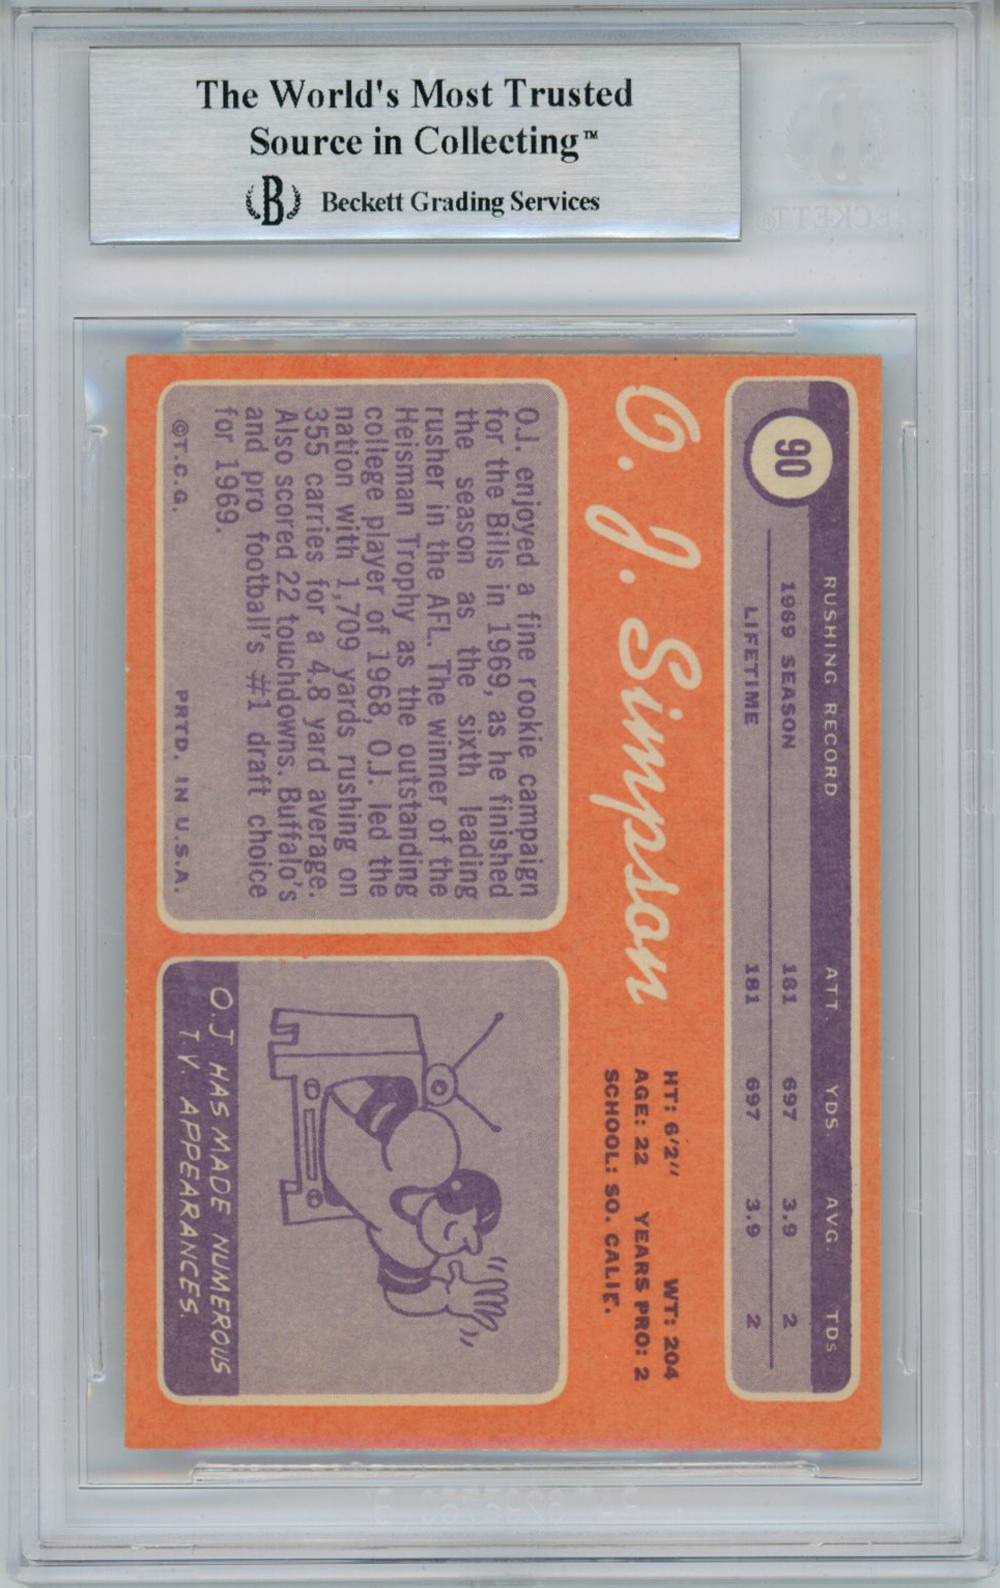 The World's Most Trusted
Source in Collecting™
B Beckett Grading Services
90
RUSHING RECORD ATT. YDS. AVG. TDS
1969 SEASON 181 697 3.9 2
LIFETIME 181 697 3.9 2
O. J. Simpson
HT: 6'2" WT: 204
AGE: 22 YEARS PRO: 2
SCHOOL: SO. CALIF.
O.J. enjoyed a fine rookie campaign
for the Bills in 1969, as he finished
the season as the sixth leading
rusher in the AFL. The winner of the
Heisman Trophy as the outstanding
college player of 1968, O.J. led the
nation with 1,709 yards rushing on
355 carries for a 4.8 yard average.
Also scored 22 touchdowns. Buffalo's
and pro football's #1 draft choice
for 1969.
©T.C.G. PRTD. IN U.S.A.
O.J HAS MADE NUMEROUS
T.V. APPEARANCES.